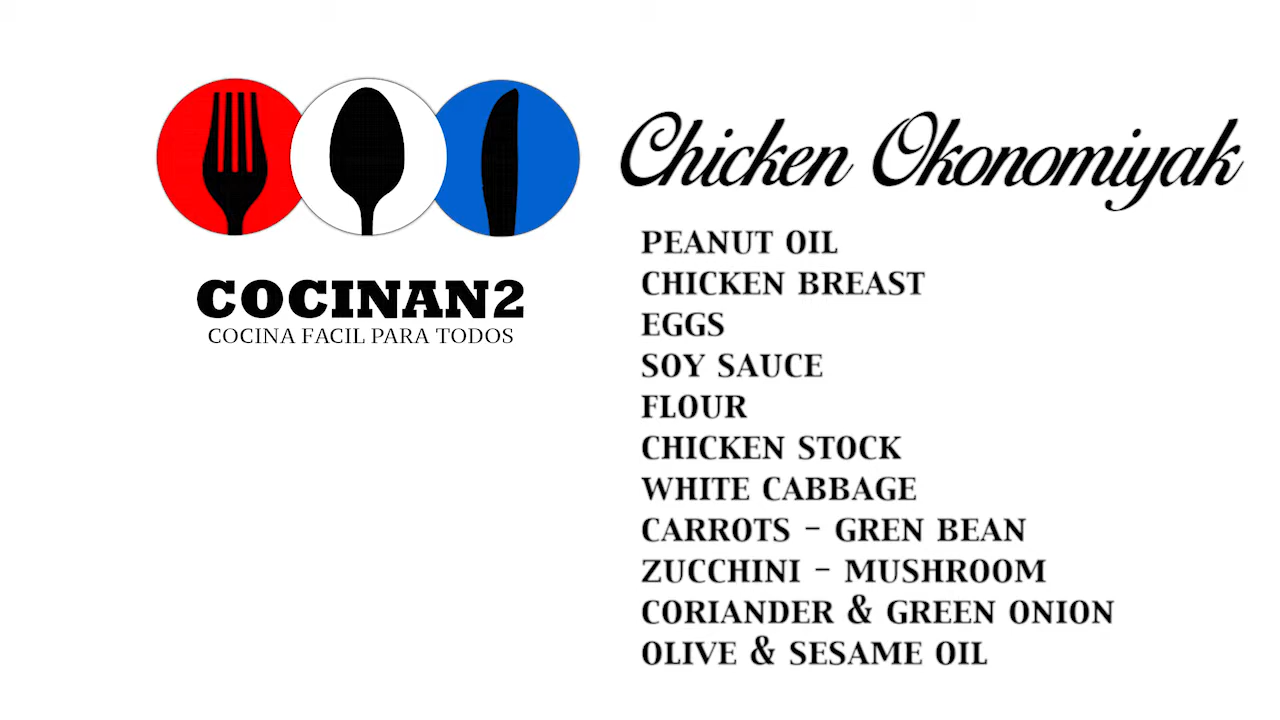 Chicken Okonomiyak
COCINAN2
COCINA FACIL PARA TODOS
PEANUT OIL
CHICKEN BREAST
EGGS
SOY SAUCE
FLOUR
CHICKEN STOCK
WHITE CABBAGE
CARROTS - GREN BEAN
ZUCCHINI - MUSHROOM
CORIANDER & GREEN ONION
OLIVE & SESAME OIL